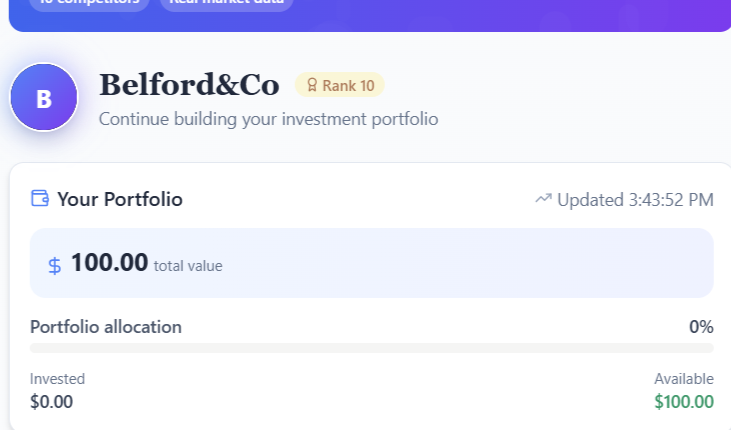 10 competitors Real market data
B
Belford&Co Rank 10
Continue building your investment portfolio
Your Portfolio Updated 3:43:52 PM
$ 100.00 total value
Portfolio allocation 0%
Invested Available
$0.00 $100.00